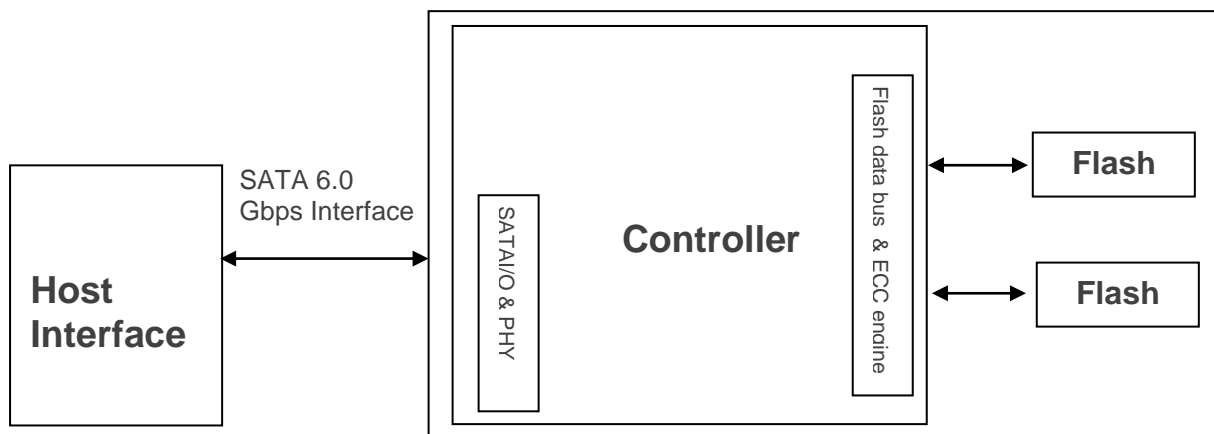 Host
Interface
SATA 6.0
Gbps Interface
SATAI/O & PHY
Controller
Flash data bus & ECC engine
Flash
Flash